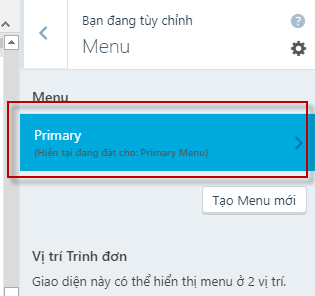 Bạn đang tùy chỉnh
Menu
Menu
Primary
(Hiện tại đang đặt cho: Primary Menu)
Tạo Menu mới
Vị trí Trình đơn
Giao diện này có thể hiển thị menu ở 2 vị trí.